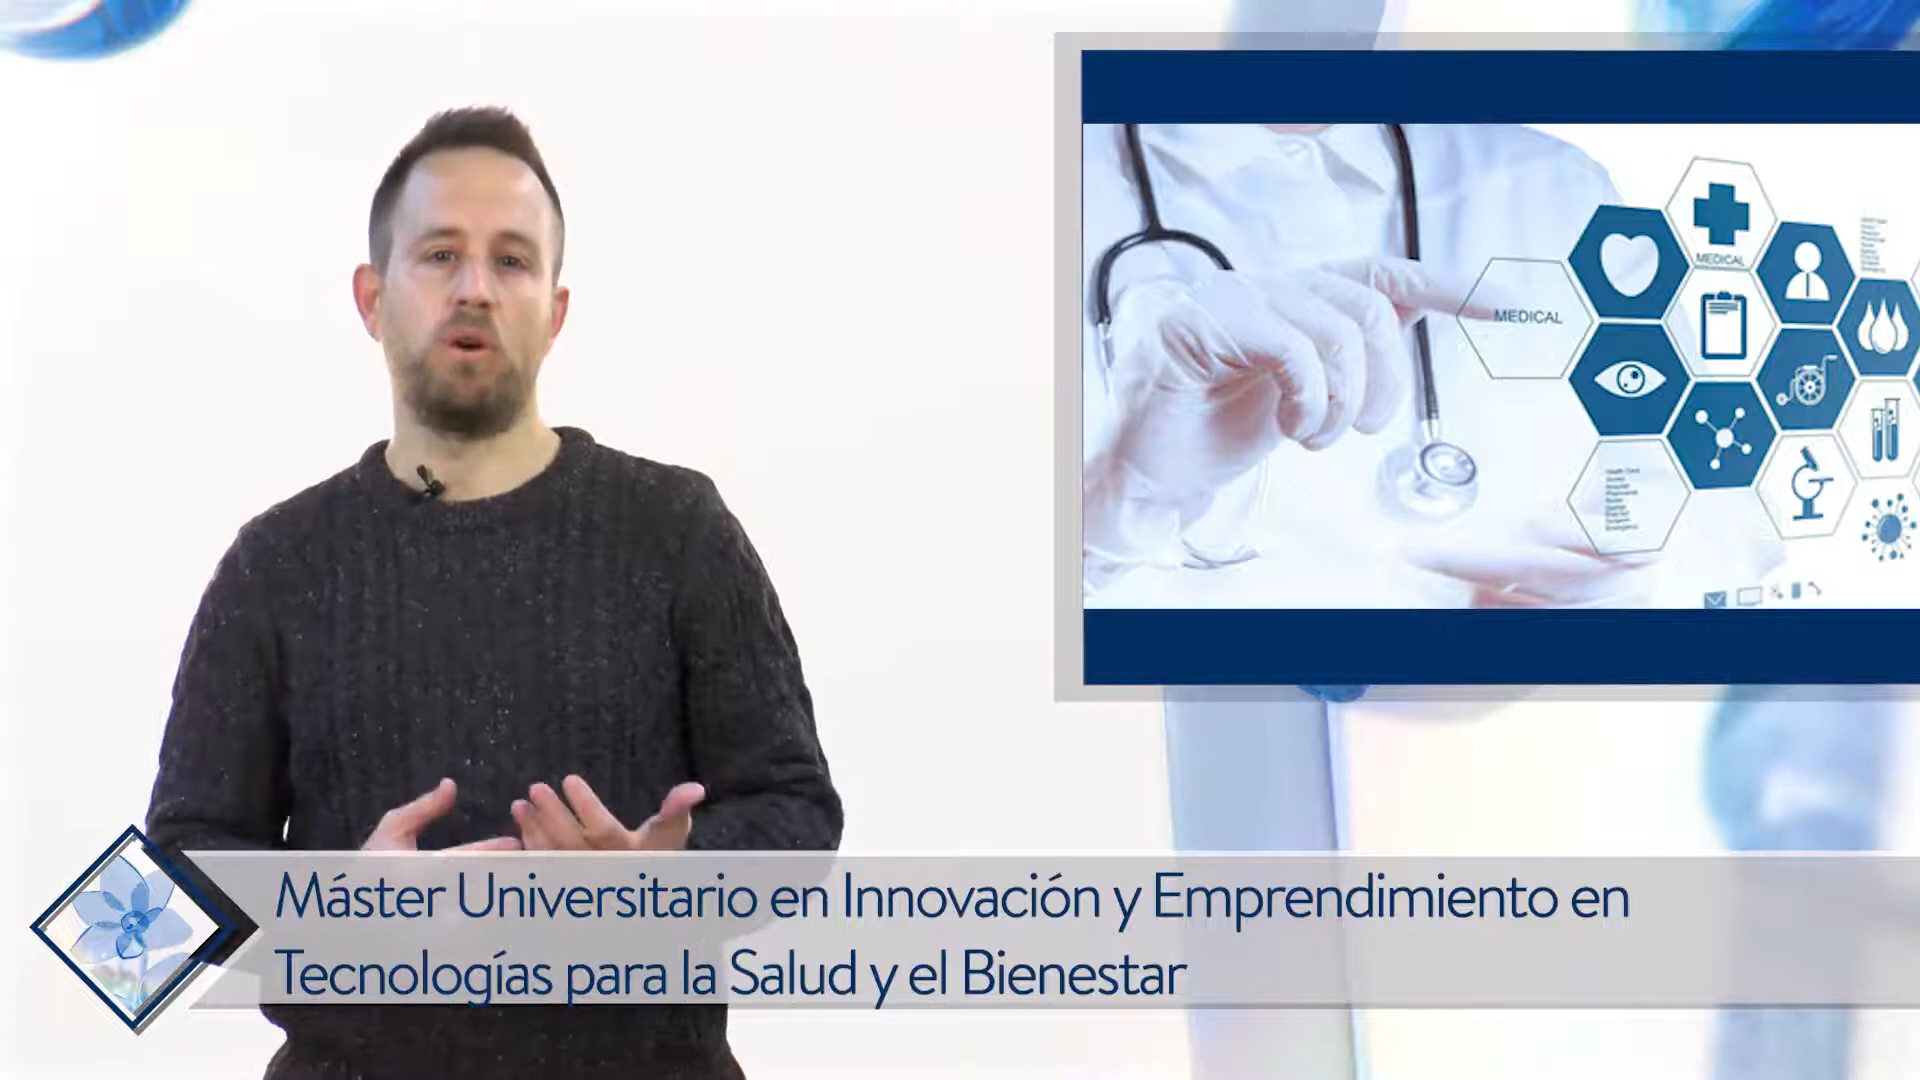 MEDICAL
MEDICAL
Máster Universitario en Innovación y Emprendimiento en
Tecnologías para la Salud y el Bienestar